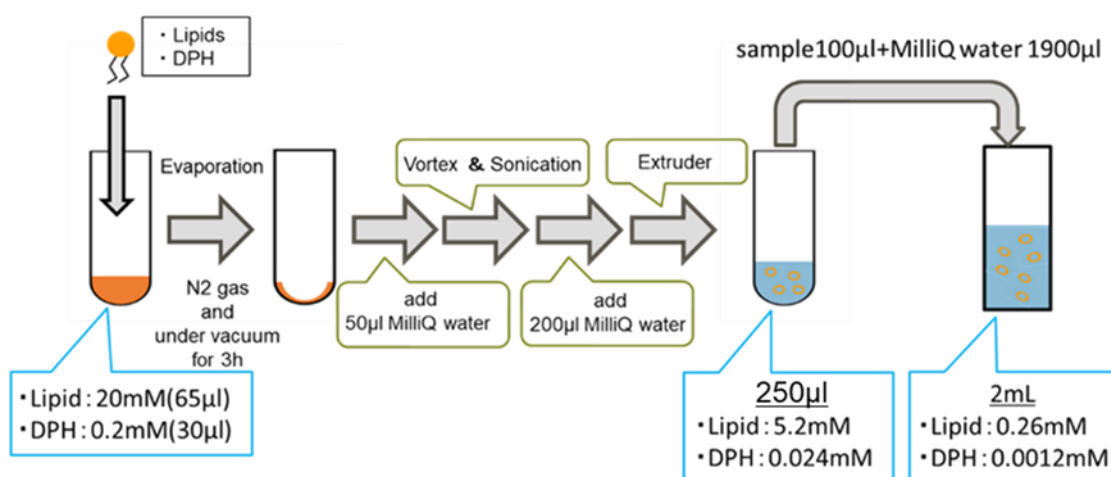 ・Lipids
・DPH
sample100μl+MilliQ water 1900μl
Evaporation
Vortex & Sonication
Extruder
N2 gas
and
under vacuum
for 3h
add
50μl MilliQ water
add
200μl MilliQ water
・Lipid：20mM(65μl)
・DPH：0.2mM(30μl)
250μl
・Lipid：5.2mM
・DPH：0.024mM
2mL
・Lipid：0.26mM
・DPH：0.0012mM